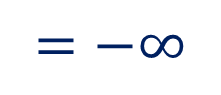 = −∞